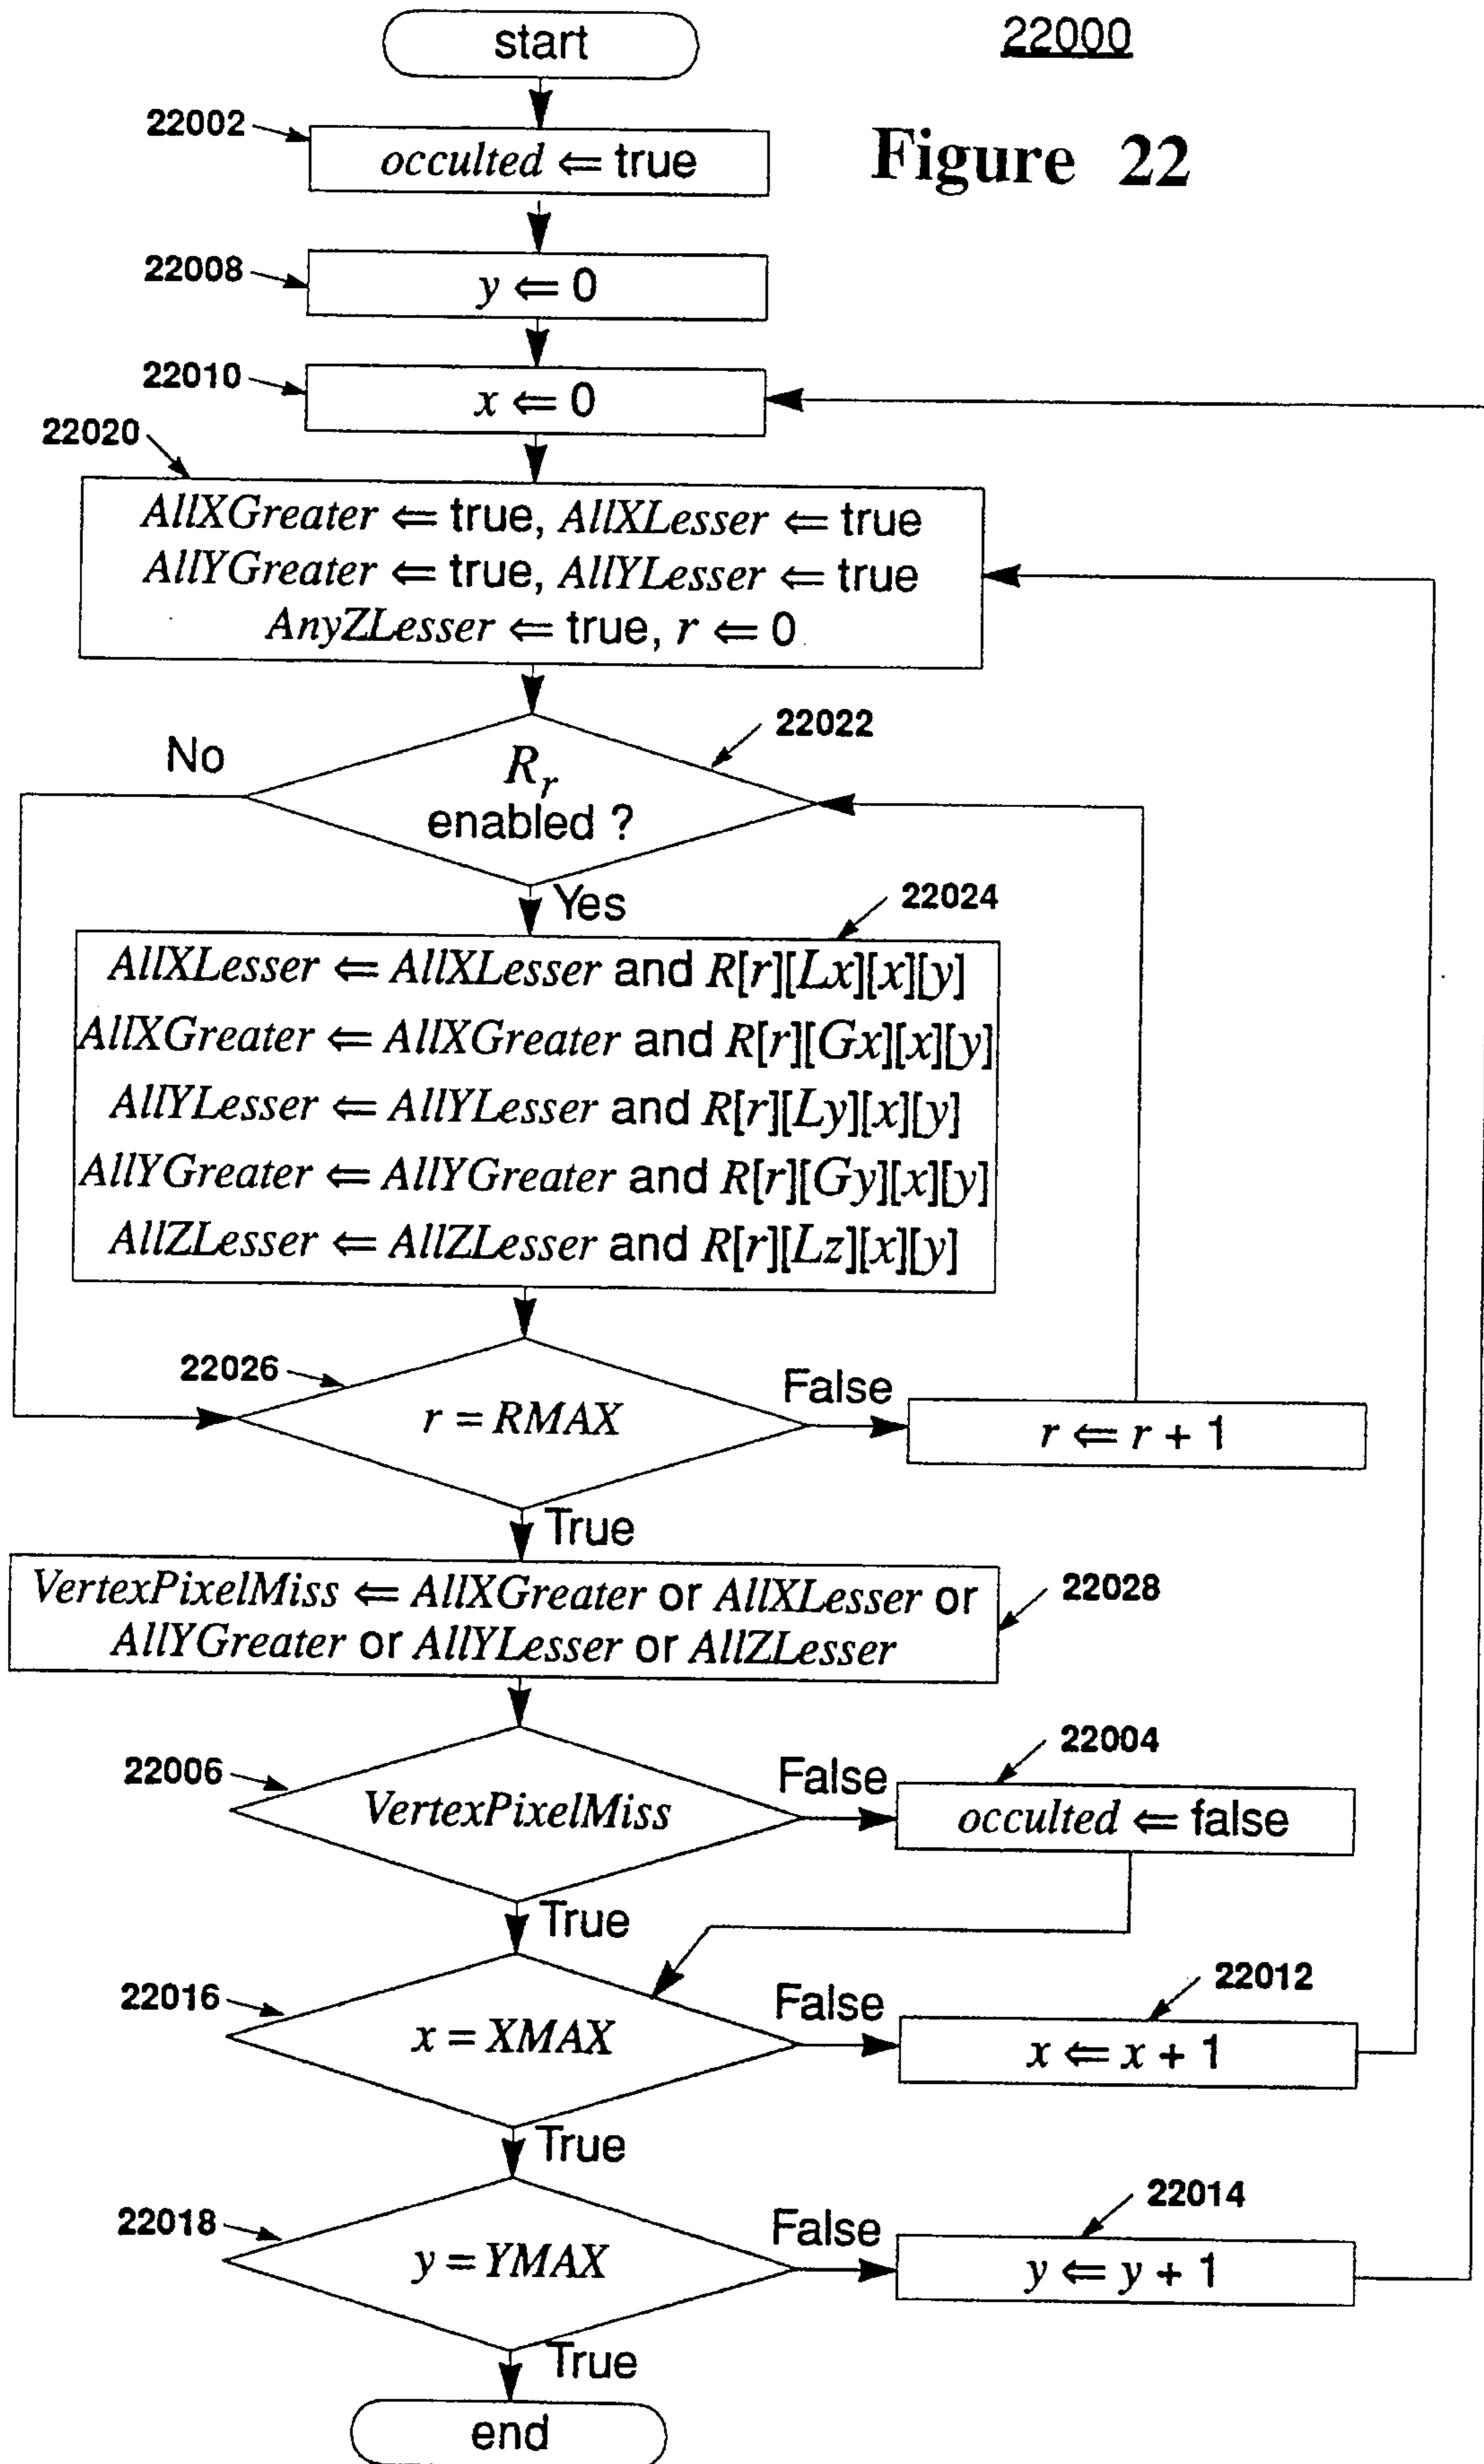 start
22000
Figure 22
22002
occulted ⇐ true
22008
y ⇐ 0
22010
x ⇐ 0
22020
AllXGreater ⇐ true, AllXLesser ⇐ true
AllYGreater ⇐ true, AllYLesser ⇐ true
AnyZLesser ⇐ true, r ⇐ 0
22022
No
R_r
enabled ?
Yes
22024
AllXLesser ⇐ AllXLesser and R[r][Lx][x][y]
AllXGreater ⇐ AllXGreater and R[r][Gx][x][y]
AllYLesser ⇐ AllYLesser and R[r][Ly][x][y]
AllYGreater ⇐ AllYGreater and R[r][Gy][x][y]
AllZLesser ⇐ AllZLesser and R[r][Lz][x][y]
22026
r = RMAX
False
r ⇐ r + 1
True
VertexPixelMiss ⇐ AllXGreater or AllXLesser or
AllYGreater or AllYLesser or AllZLesser
22028
22006
VertexPixelMiss
False
22004
occulted ⇐ false
True
22016
x = XMAX
False
22012
x ⇐ x + 1
True
22018
y = YMAX
False
22014
y ⇐ y + 1
True
end